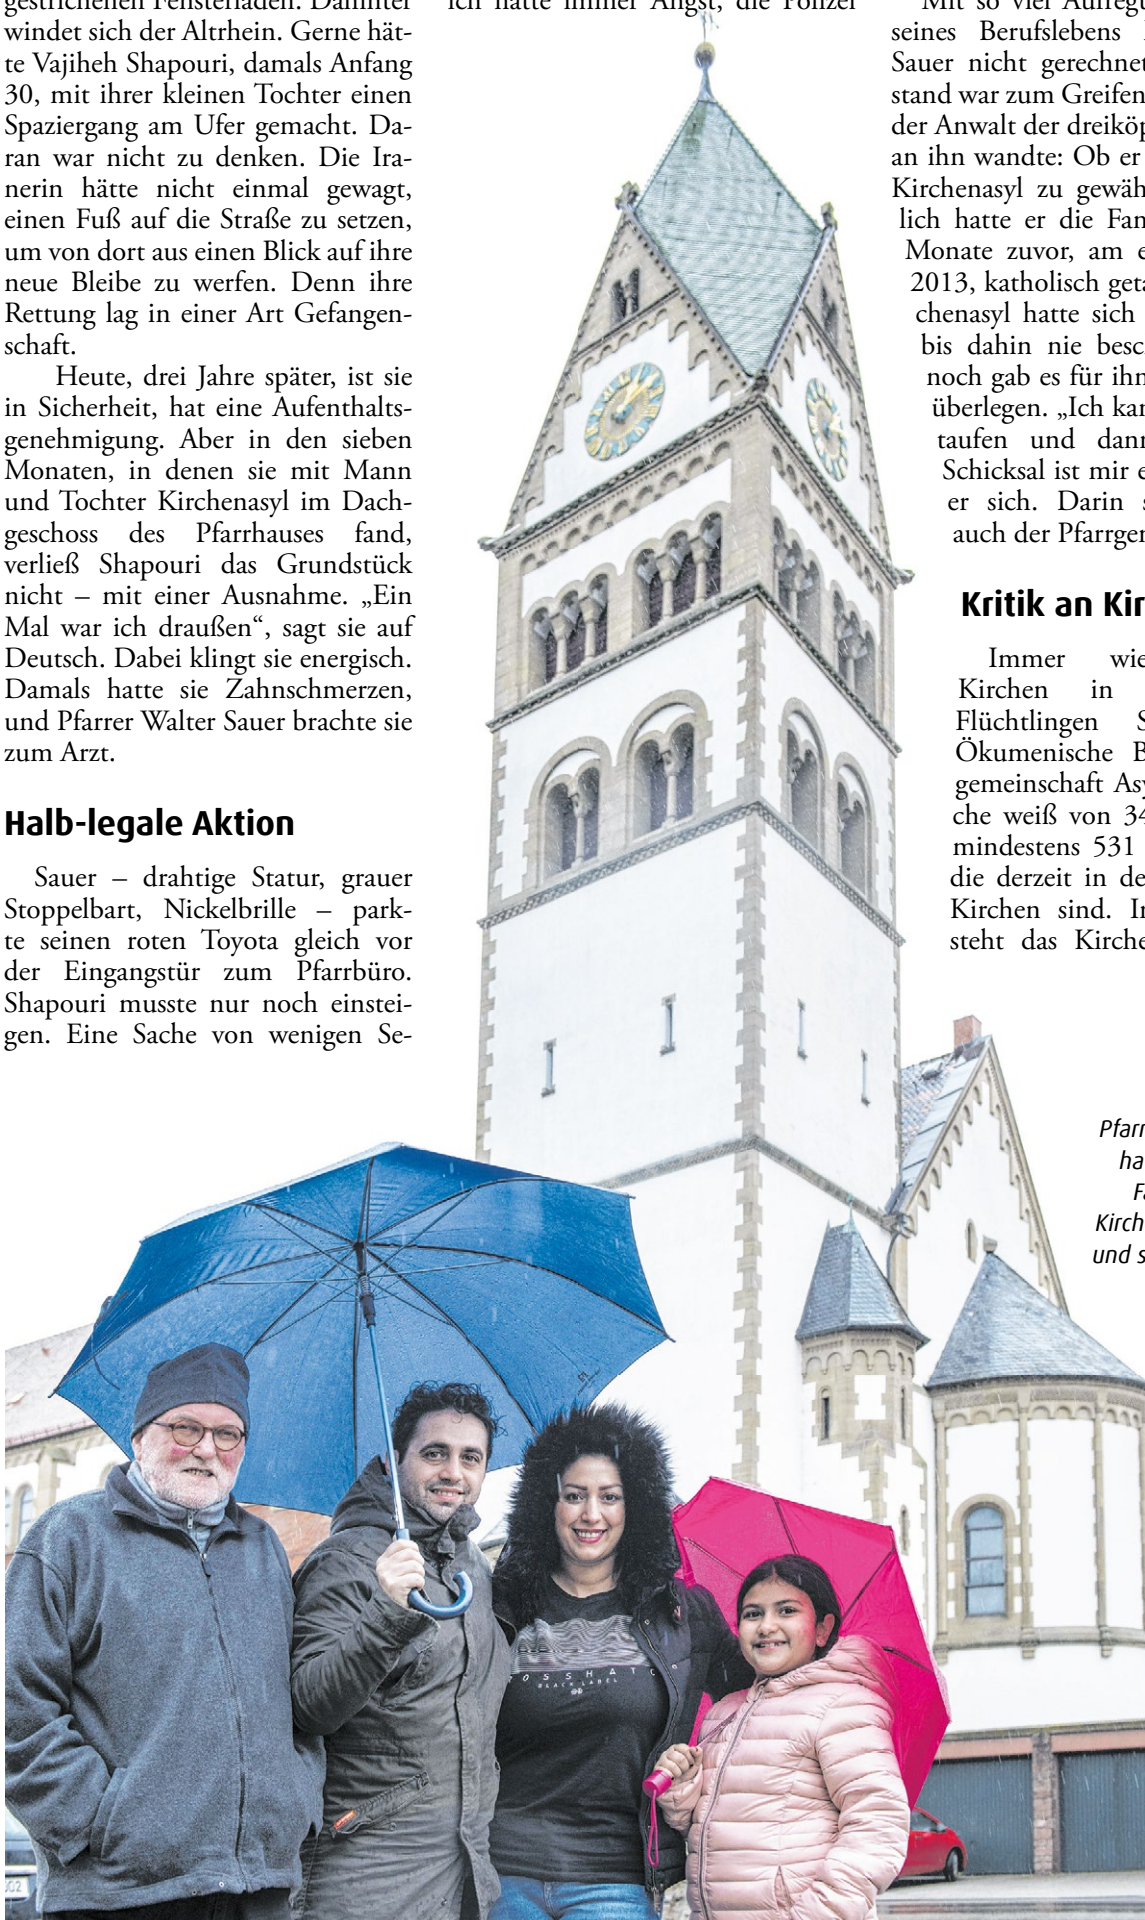 gestrichenen Fensterläden. Dahinter
windet sich der Altrhein. Gerne hät-
te Vajiheh Shapouri, damals Anfang
30, mit ihrer kleinen Tochter einen
Spaziergang am Ufer gemacht. Da-
ran war nicht zu denken. Die Ira-
nerin hätte nicht einmal gewagt,
einen Fuß auf die Straße zu setzen,
um von dort aus einen Blick auf ihre
neue Bleibe zu werfen. Denn ihre
Rettung lag in einer Art Gefangen-
schaft.
Heute, drei Jahre später, ist sie
in Sicherheit, hat eine Aufenthalts-
genehmigung. Aber in den sieben
Monaten, in denen sie mit Mann
und Tochter Kirchenasyl im Dach-
geschoss des Pfarrhauses fand,
verließ Shapouri das Grundstück
nicht – mit einer Ausnahme. „Ein
Mal war ich draußen“, sagt sie auf
Deutsch. Dabei klingt sie energisch.
Damals hatte sie Zahnschmerzen,
und Pfarrer Walter Sauer brachte sie
zum Arzt.
Halb-legale Aktion
Sauer – drahtige Statur, grauer
Stoppelbart, Nickelbrille – park-
te seinen roten Toyota gleich vor
der Eingangstür zum Pfarrbüro.
Shapouri musste nur noch einstei-
gen. Eine Sache von wenigen Se-
ich hatte immer Angst, die Polizei
Mit so viel Aufregu
seines Berufslebens
Sauer nicht gerechnet
stand war zum Greifen
der Anwalt der dreiköp
an ihn wandte: Ob er
Kirchenasyl zu gewäh
lich hatte er die Fam
Monate zuvor, am e
2013, katholisch geta
chenasyl hatte sich
bis dahin nie besc
noch gab es für ihn
überlegen. „Ich kan
taufen und dann
Schicksal ist mir e
er sich. Darin s
auch der Pfarrgem
Kritik an Kir
Immer wie
Kirchen in
Flüchtlingen S
Ökumenische B
gemeinschaft Asy
che weiß von 34
mindestens 531
die derzeit in de
Kirchen sind. In
steht das Kirche
Pfarr
ha
Fa
Kirch
und s
OSSHATC
BLACK LABEL